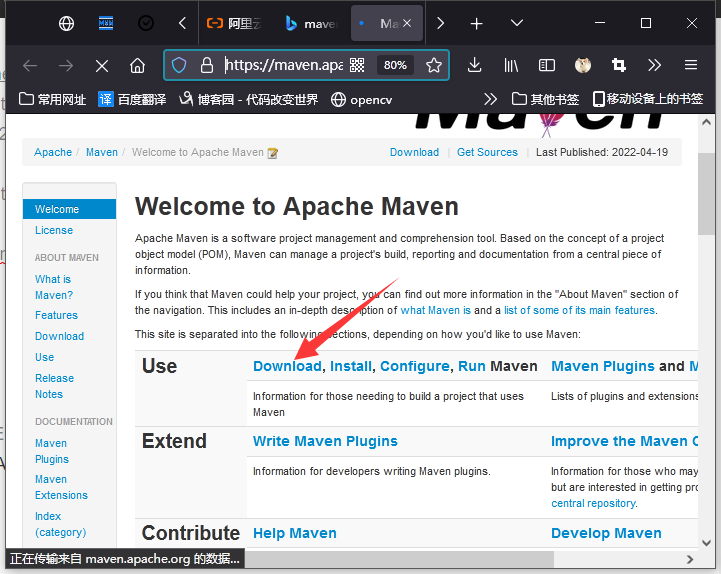 阿里云
maven
Ma
https://maven.apa
80%
常用网址
译 百度翻译
博客园 - 代码改变世界
opencv
其他书签
移动设备上的书签
Maven
Apache / Maven / Welcome to Apache Maven
Download | Get Sources | Last Published: 2022-04-19
Welcome
License
ABOUT MAVEN
What is
Maven?
Features
Download
Use
Release
Notes
DOCUMENTATION
Maven
Plugins
Maven
Extensions
Index
(category)
Welcome to Apache Maven
Apache Maven is a software project management and comprehension tool. Based on the concept of a project
object model (POM), Maven can manage a project's build, reporting and documentation from a central piece of
information.
If you think that Maven could help your project, you can find out more information in the "About Maven" section of
the navigation. This includes an in-depth description of what Maven is and a list of some of its main features.
This site is separated into the following sections, depending on how you'd like to use Maven:
Use
Download, Install, Configure, Run Maven
Maven Plugins and M
Information for those needing to build a project that uses
Maven
Lists of plugins and extensions
Extend
Write Maven Plugins
Improve the Maven C
Information for developers writing Maven plugins.
Information for those who may
but are interested in getting pro
central repository.
Contribute
Help Maven
Develop Maven
正在传输来自 maven.apache.org 的数据...